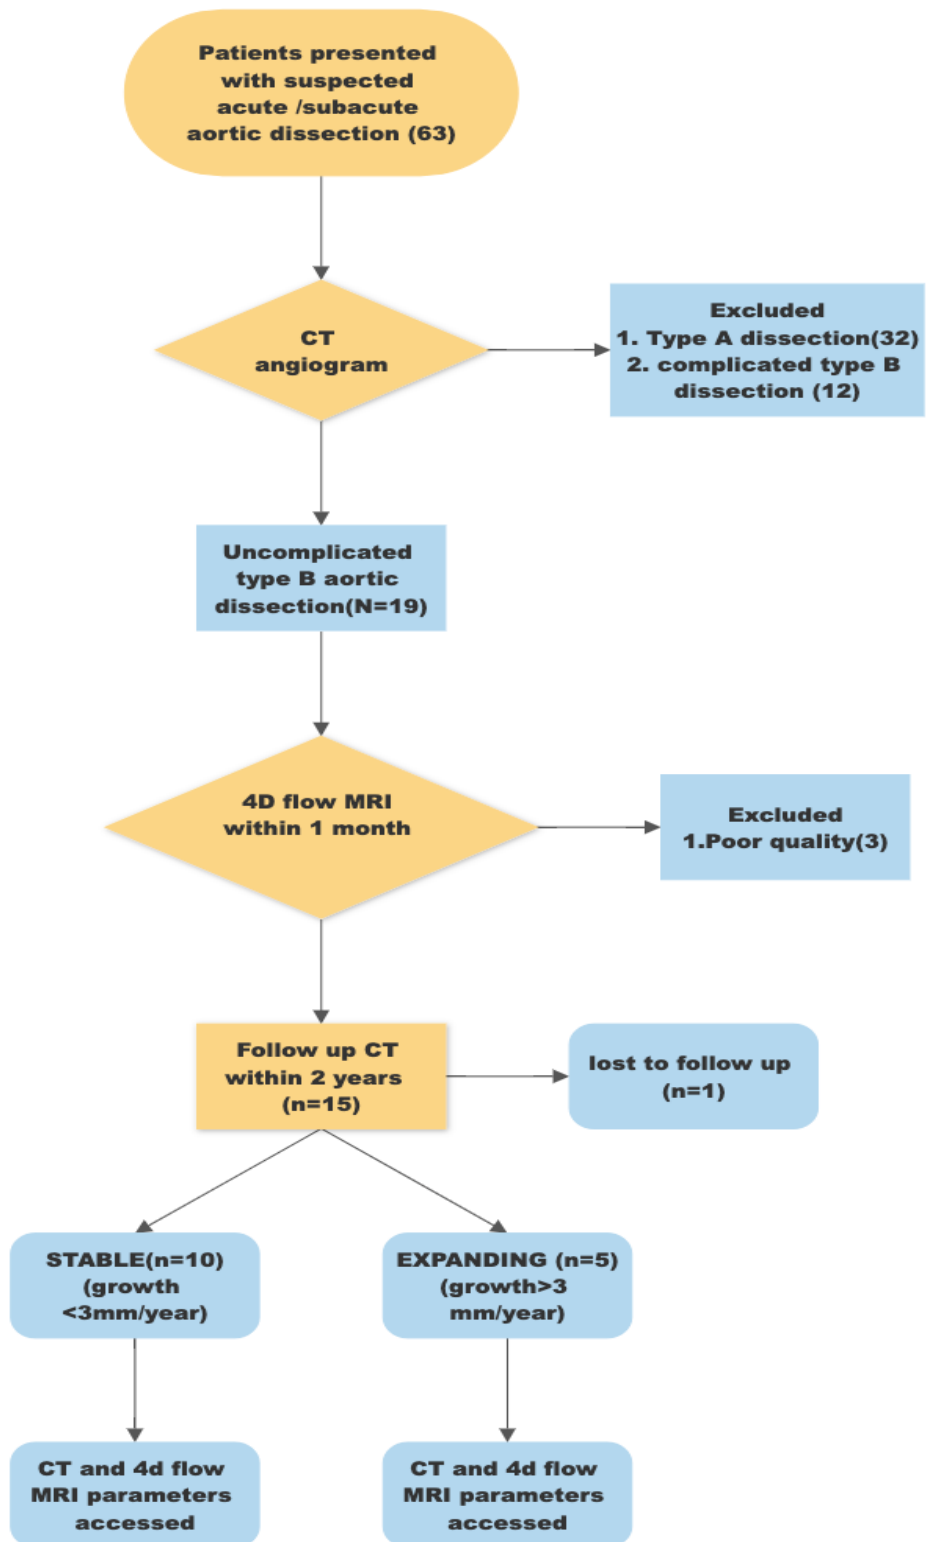 Patients presented
with suspected
acute /subacute
aortic dissection (63)
CT
angiogram
Excluded
1. Type A dissection(32)
2. complicated type B
dissection (12)
Uncomplicated
type B aortic
dissection(N=19)
4D flow MRI
within 1 month
Excluded
1.Poor quality(3)
Follow up CT
within 2 years
(n=15)
lost to follow up
(n=1)
STABLE(n=10)
(growth
<3mm/year)
EXPANDING (n=5)
(growth>3
mm/year)
CT and 4d flow
MRI parameters
accessed
CT and 4d flow
MRI parameters
accessed